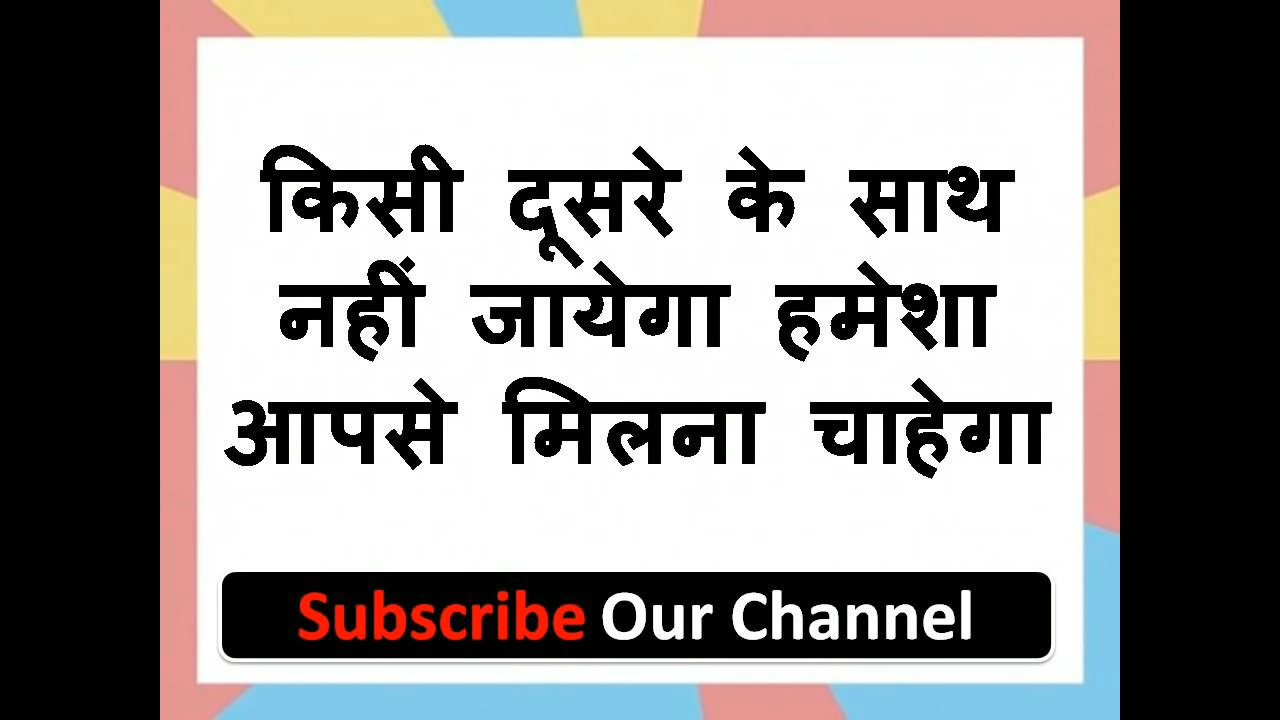 किसी दूसरे के साथ
नहीं जायेगा हमेशा
आपसे मिलना चाहेगा
Subscribe Our Channel